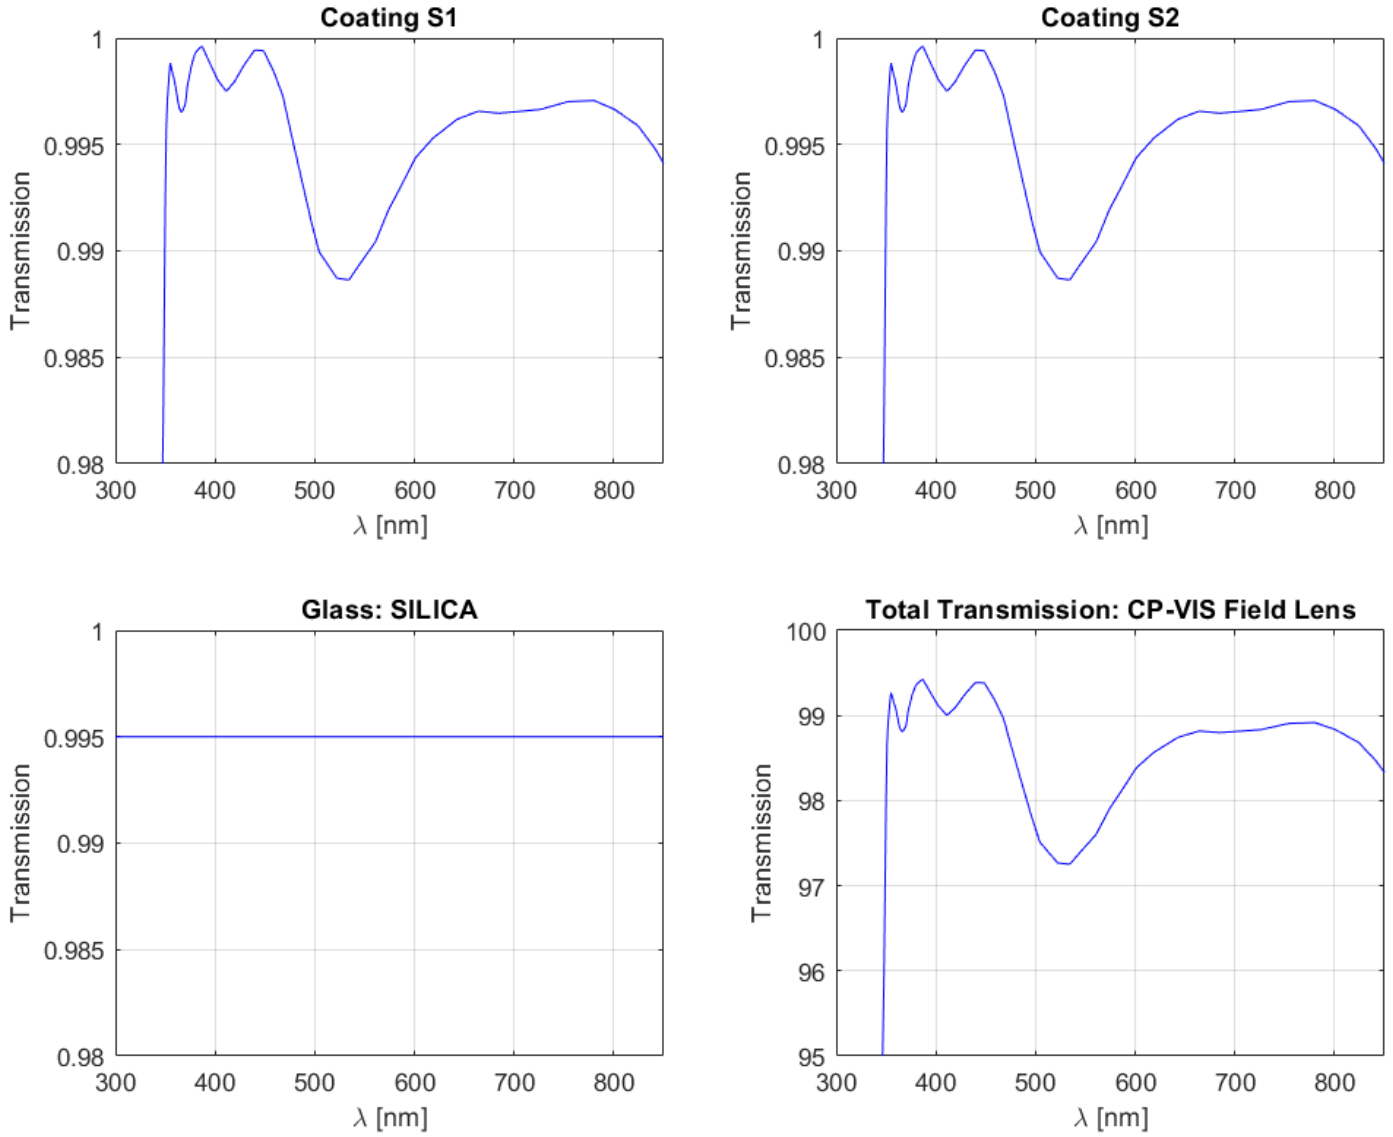 Coating S1
1
0.995
0.99
0.985
0.98
Transmission
300 400 500 600 700 800
λ [nm]
Coating S2
1
0.995
0.99
0.985
0.98
Transmission
300 400 500 600 700 800
λ [nm]
Glass: SILICA
1
0.995
0.99
0.985
0.98
Transmission
300 400 500 600 700 800
λ [nm]
Total Transmission: CP-VIS Field Lens
100
99
98
97
96
95
Transmission
300 400 500 600 700 800
λ [nm]